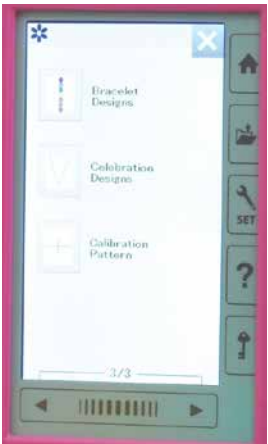 Bracelet
Designs
Celebration
Designs
SET
Calibration
Pattern
?
3/3